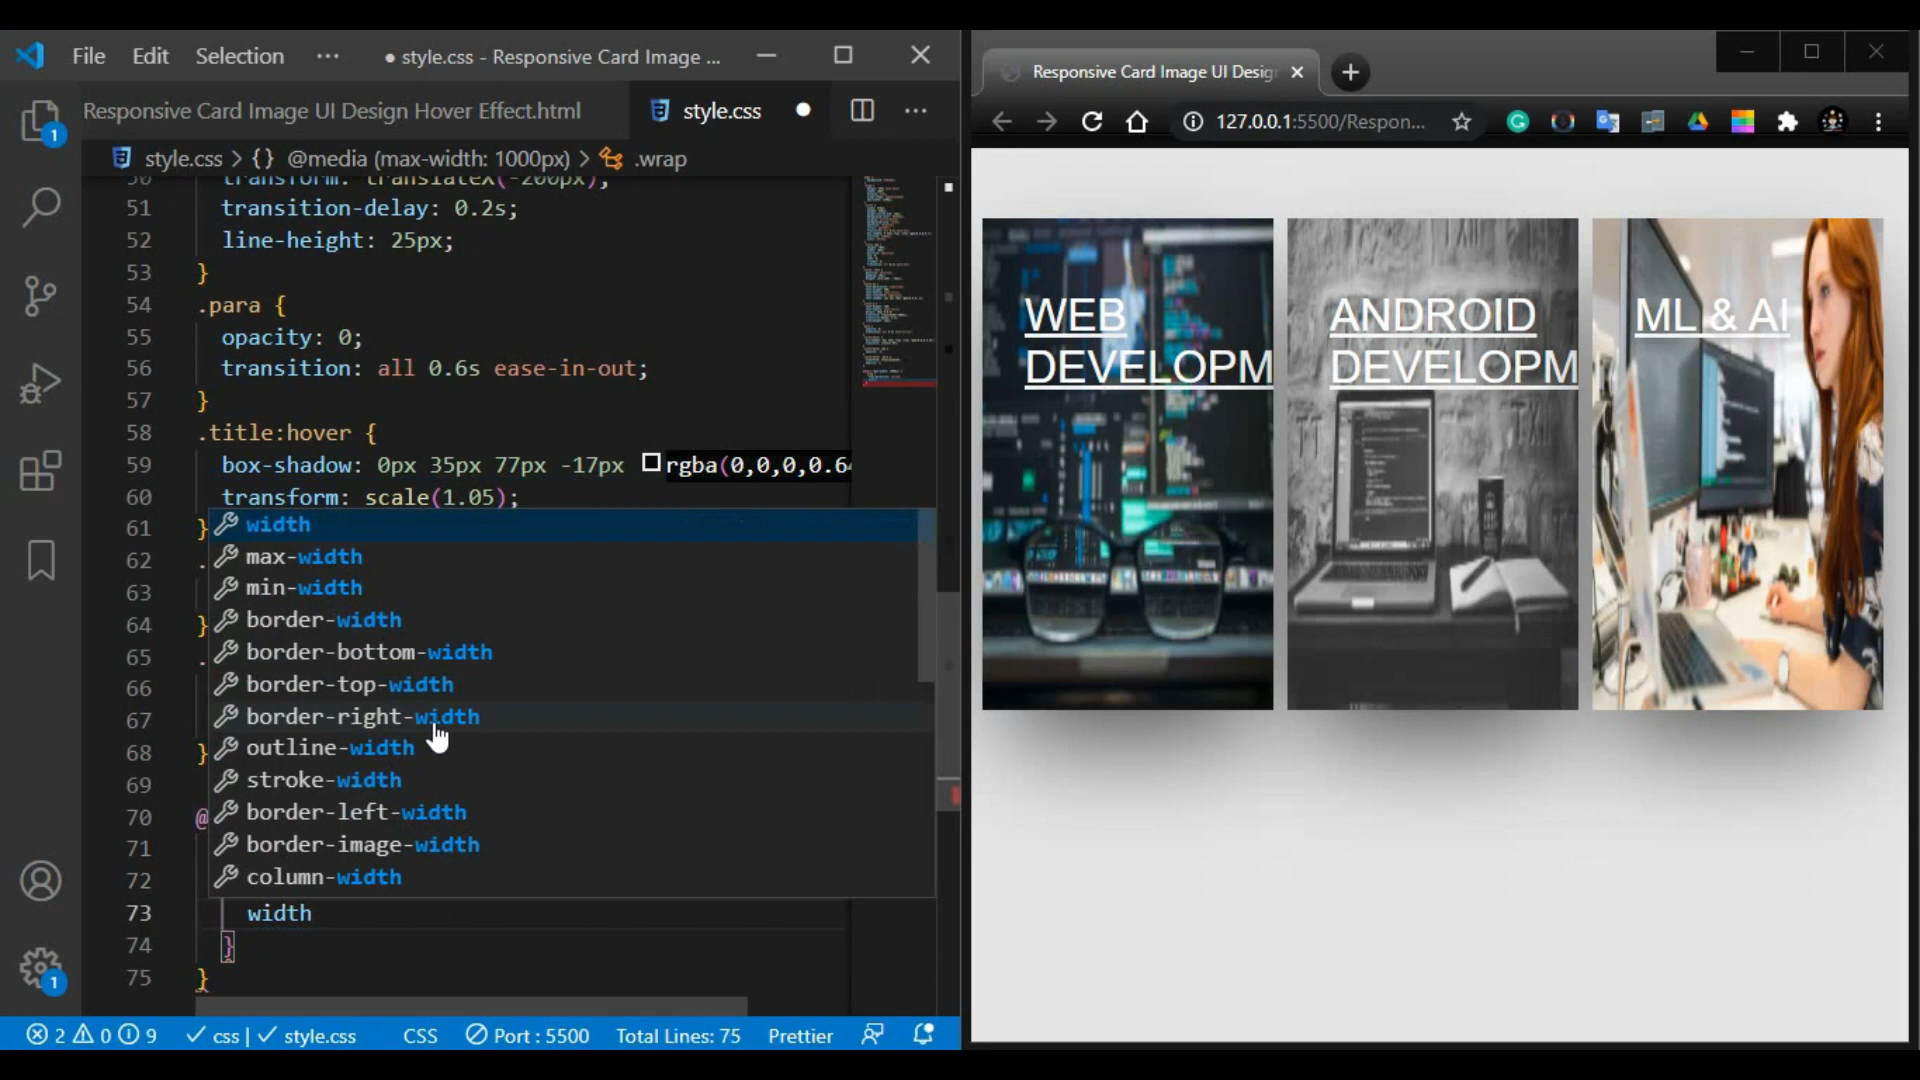 File Edit Selection ··· ● style.css - Responsive Card Image ...
Responsive Card Image UI Design Hover Effect.html style.css
style.css > {} @media (max-width: 1000px) > .wrap
50 transform: translateX(-200px);
51 transition-delay: 0.2s;
52 line-height: 25px;
53 }
54 .para {
55 opacity: 0;
56 transition: all 0.6s ease-in-out;
57 }
58 .title:hover {
59 box-shadow: 0px 35px 77px -17px rgba(0,0,0,0.64
60 transform: scale(1.05);
61 }
62 .
63
64 }
65 .
66
67
68 }
69
70 @
71
72
width
max-width
min-width
border-width
border-bottom-width
border-top-width
border-right-width
outline-width
stroke-width
border-left-width
border-image-width
column-width
73 width
74 }
75 }
1
1
2 0 9 css | style.css CSS Port : 5500 Total Lines: 75 Prettier
Responsive Card Image UI Desig
127.0.0.1:5500/Respon...
WEB
DEVELOPM
ANDROID
DEVELOPM
ML & AI